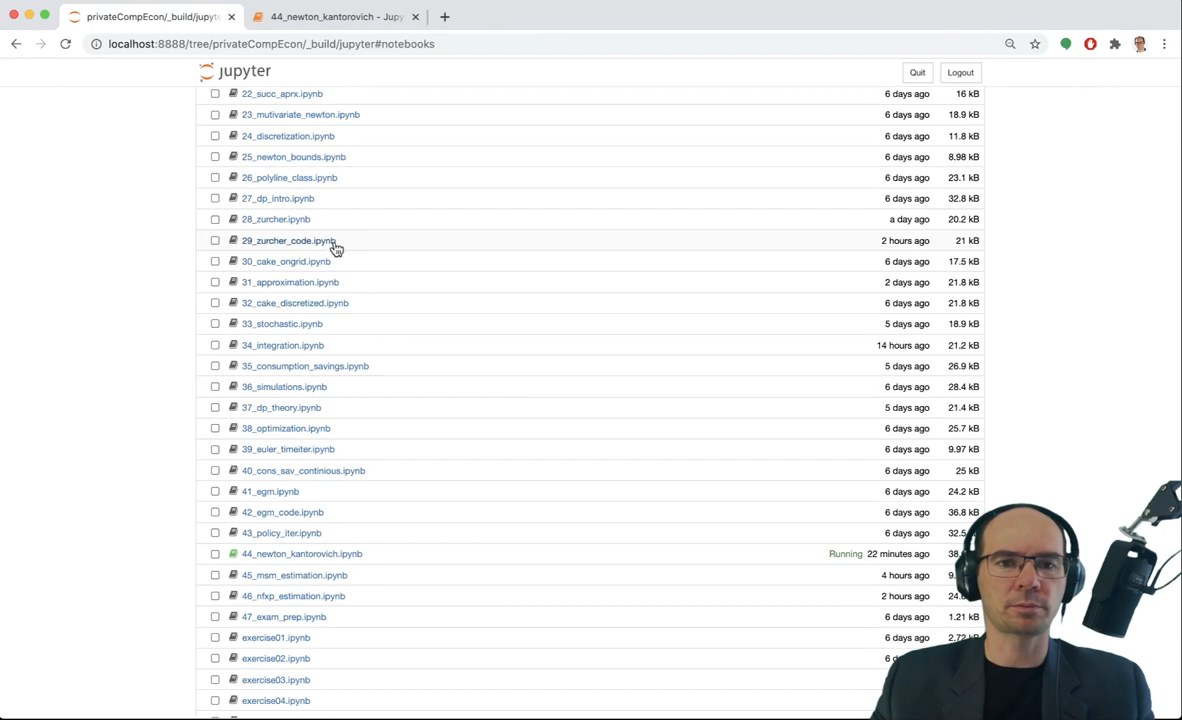 privateCompEcon/_build/jupyte
44_newton_kantorovich - Jupy
localhost:8888/tree/privateCompEcon/_build/jupyter#notebooks
jupyter
Quit
Logout
22_succ_aprx.ipynb 6 days ago 16 kB
23_mutivariate_newton.ipynb 6 days ago 18.9 kB
24_discretization.ipynb 6 days ago 11.8 kB
25_newton_bounds.ipynb 6 days ago 8.98 kB
26_polyline_class.ipynb 6 days ago 23.1 kB
27_dp_intro.ipynb 6 days ago 32.8 kB
28_zurcher.ipynb a day ago 20.2 kB
29_zurcher_code.ipynb 2 hours ago 21 kB
30_cake_ongrid.ipynb 6 days ago 17.5 kB
31_approximation.ipynb 2 days ago 21.8 kB
32_cake_discretized.ipynb 6 days ago 21.8 kB
33_stochastic.ipynb 5 days ago 18.9 kB
34_integration.ipynb 14 hours ago 21.2 kB
35_consumption_savings.ipynb 5 days ago 26.9 kB
36_simulations.ipynb 6 days ago 28.4 kB
37_dp_theory.ipynb 5 days ago 21.4 kB
38_optimization.ipynb 6 days ago 25.7 kB
39_euler_timeiter.ipynb 6 days ago 9.97 kB
40_cons_sav_continious.ipynb 6 days ago 25 kB
41_egm.ipynb 6 days ago 24.2 kB
42_egm_code.ipynb 6 days ago 36.8 kB
43_policy_iter.ipynb 6 days ago 32.5
44_newton_kantorovich.ipynb Running 22 minutes ago 38.
45_msm_estimation.ipynb 4 hours ago 9.
46_nfxp_estimation.ipynb 2 hours ago 24.
47_exam_prep.ipynb 6 days ago 1.21 kB
exercise01.ipynb 6 days ago 2.72
exercise02.ipynb 6 d
exercise03.ipynb
exercise04.ipynb